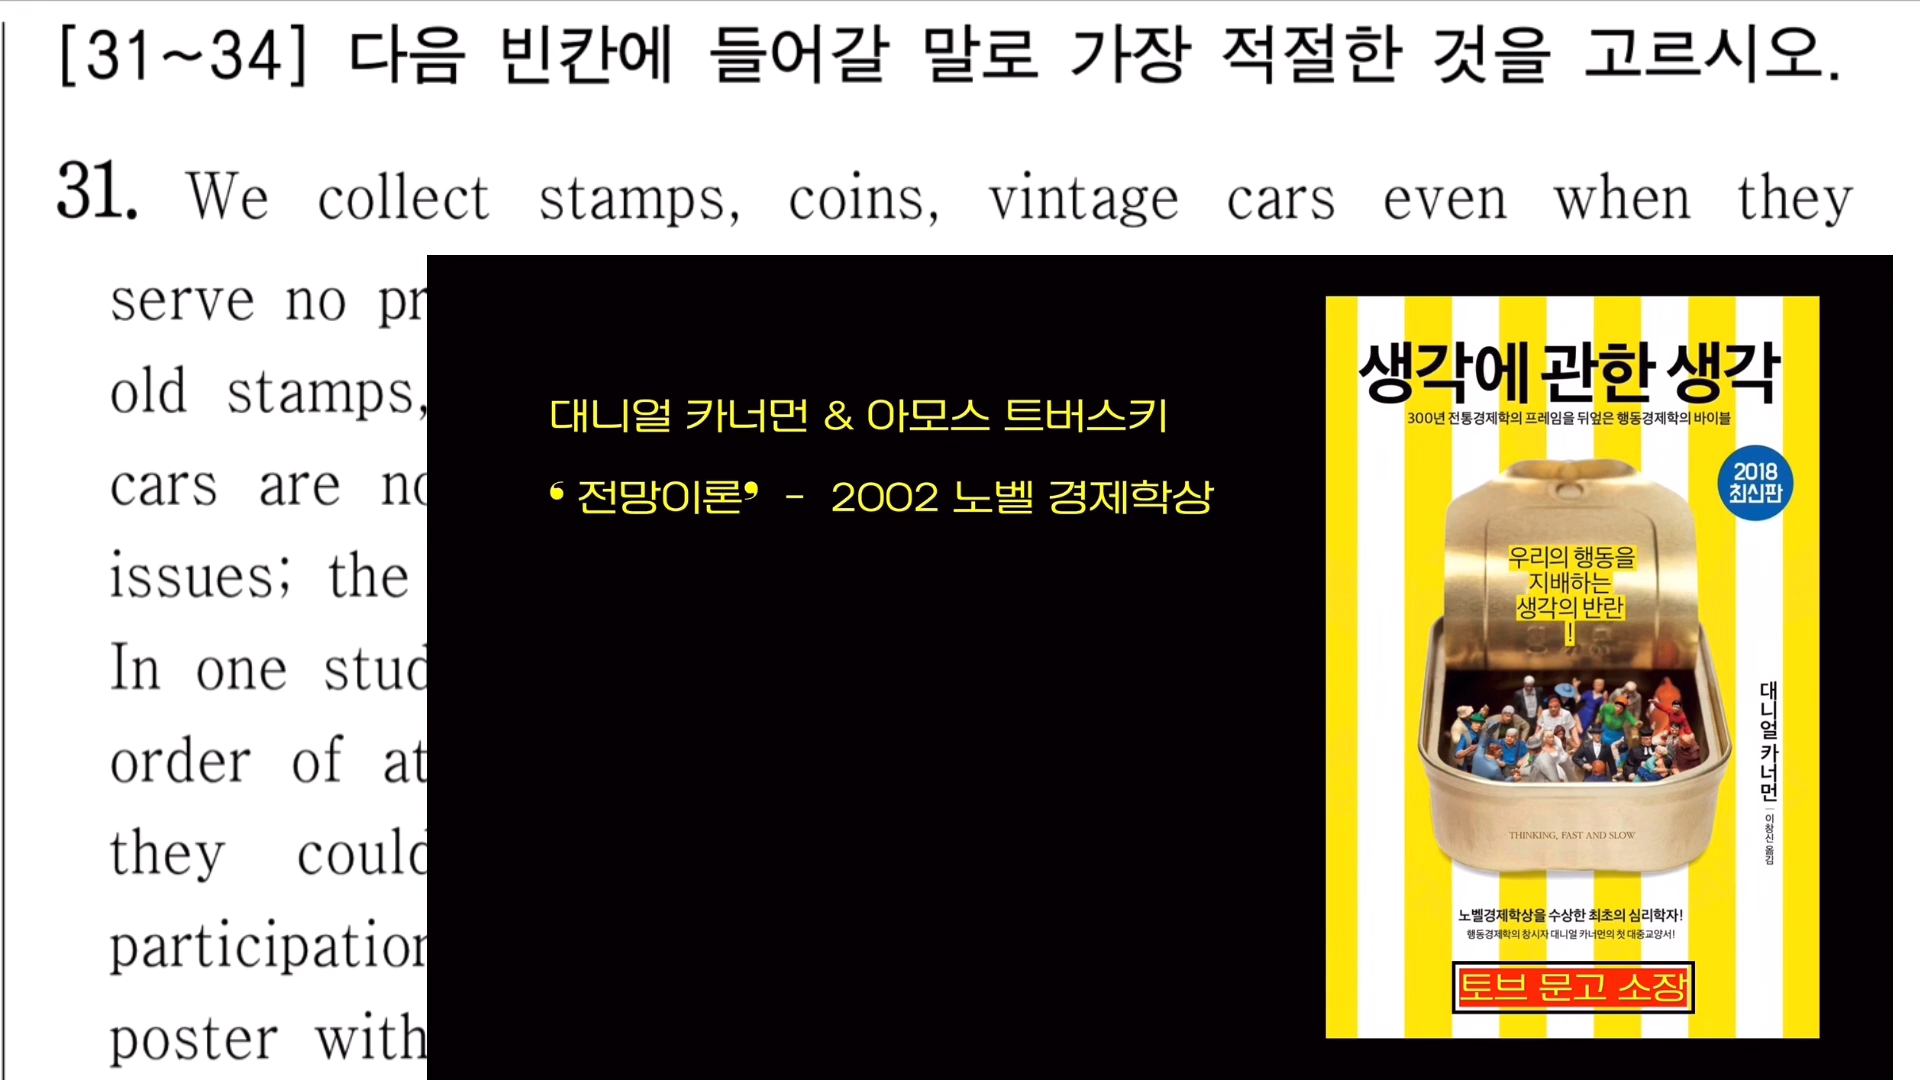 [31~34] 다음 빈칸에 들어갈 말로 가장 적절한 것을 고르시오.
31. We collect stamps, coins, vintage cars even when they
serve no
old stamps,
cars are
issues; the
In one
order of
they
poster with
대니얼 카너먼 & 아모스 트버스키
‘ 전망이론’ - 2002 노벨 경제학상
생각에 관한 생각
300년 전통경제학의 프레임을 뒤엎은 행동경제학의 바이블
2018
최신판
우리의 행동을
지배하는
생각의 반란
!
대니얼 카너먼
이창신 옮김
THINKING, FAST AND SLOW
노벨경제학상을 수상한 최초의 심리학자!
행동경제학의 창시자 대니얼 카너먼의 첫 대중교양서!
토브 문고 소장